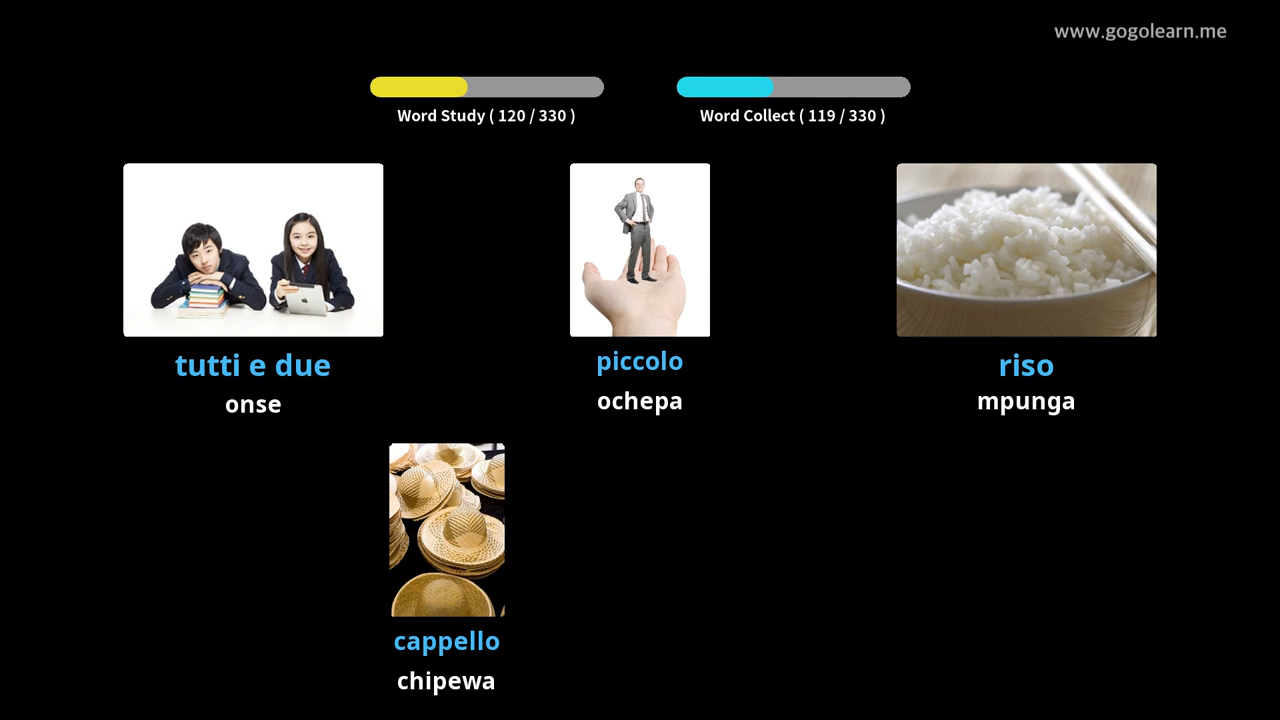 www.gogolearn.me
Word Study ( 120 / 330 )
Word Collect ( 119 / 330 )
tutti e due
onse
piccolo
ochepa
riso
mpunga
cappello
chipewa